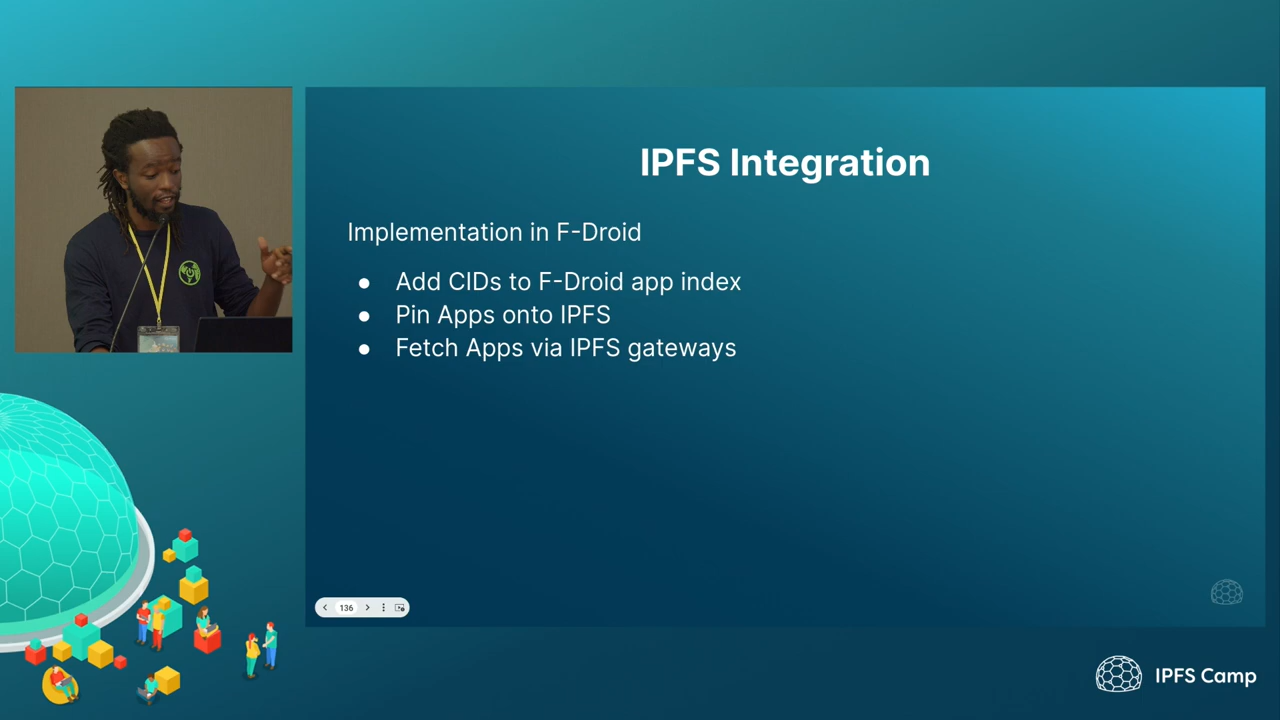 IPFS Integration
Implementation in F-Droid
● Add CIDs to F-Droid app index
● Pin Apps onto IPFS
● Fetch Apps via IPFS gateways
136
IPFS Camp